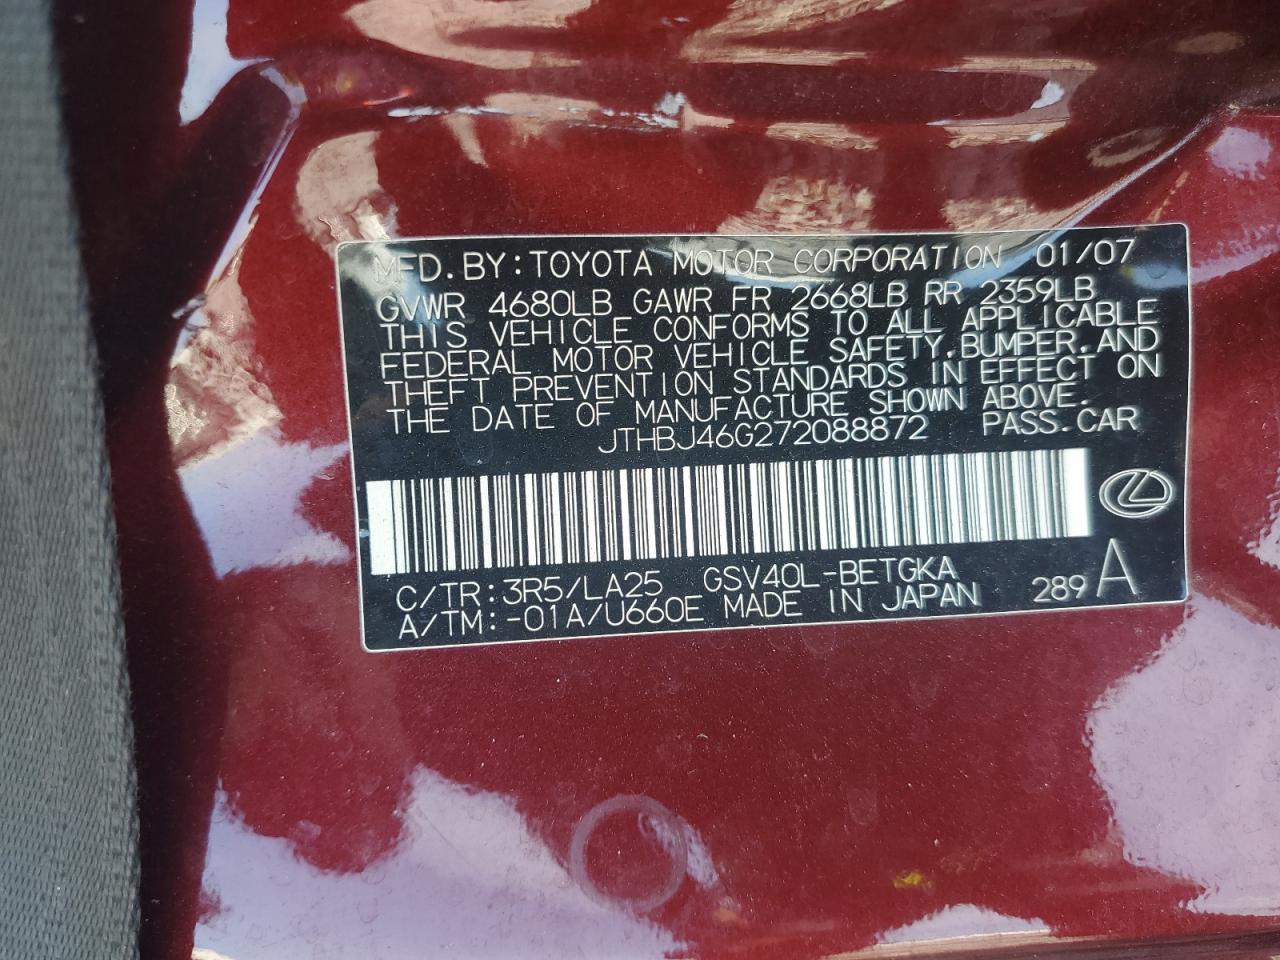 MFD.BY:TOYOTA MOTOR CORPORATION 01/07
GVWR 4680LB GAWR FR 2668LB RR 2359LB
THIS VEHICLE CONFORMS TO ALL APPLICABLE
FEDERAL MOTOR VEHICLE SAFETY,BUMPER,AND
THEFT PREVENTION STANDARDS IN EFFECT ON
THE DATE OF MANUFACTURE SHOWN ABOVE.
JTHBJ46G272088872 PASS.CAR
C/TR:3R5/LA25 GSV40L-BETGKA
A/TM:-01A/U660E MADE IN JAPAN 289 A